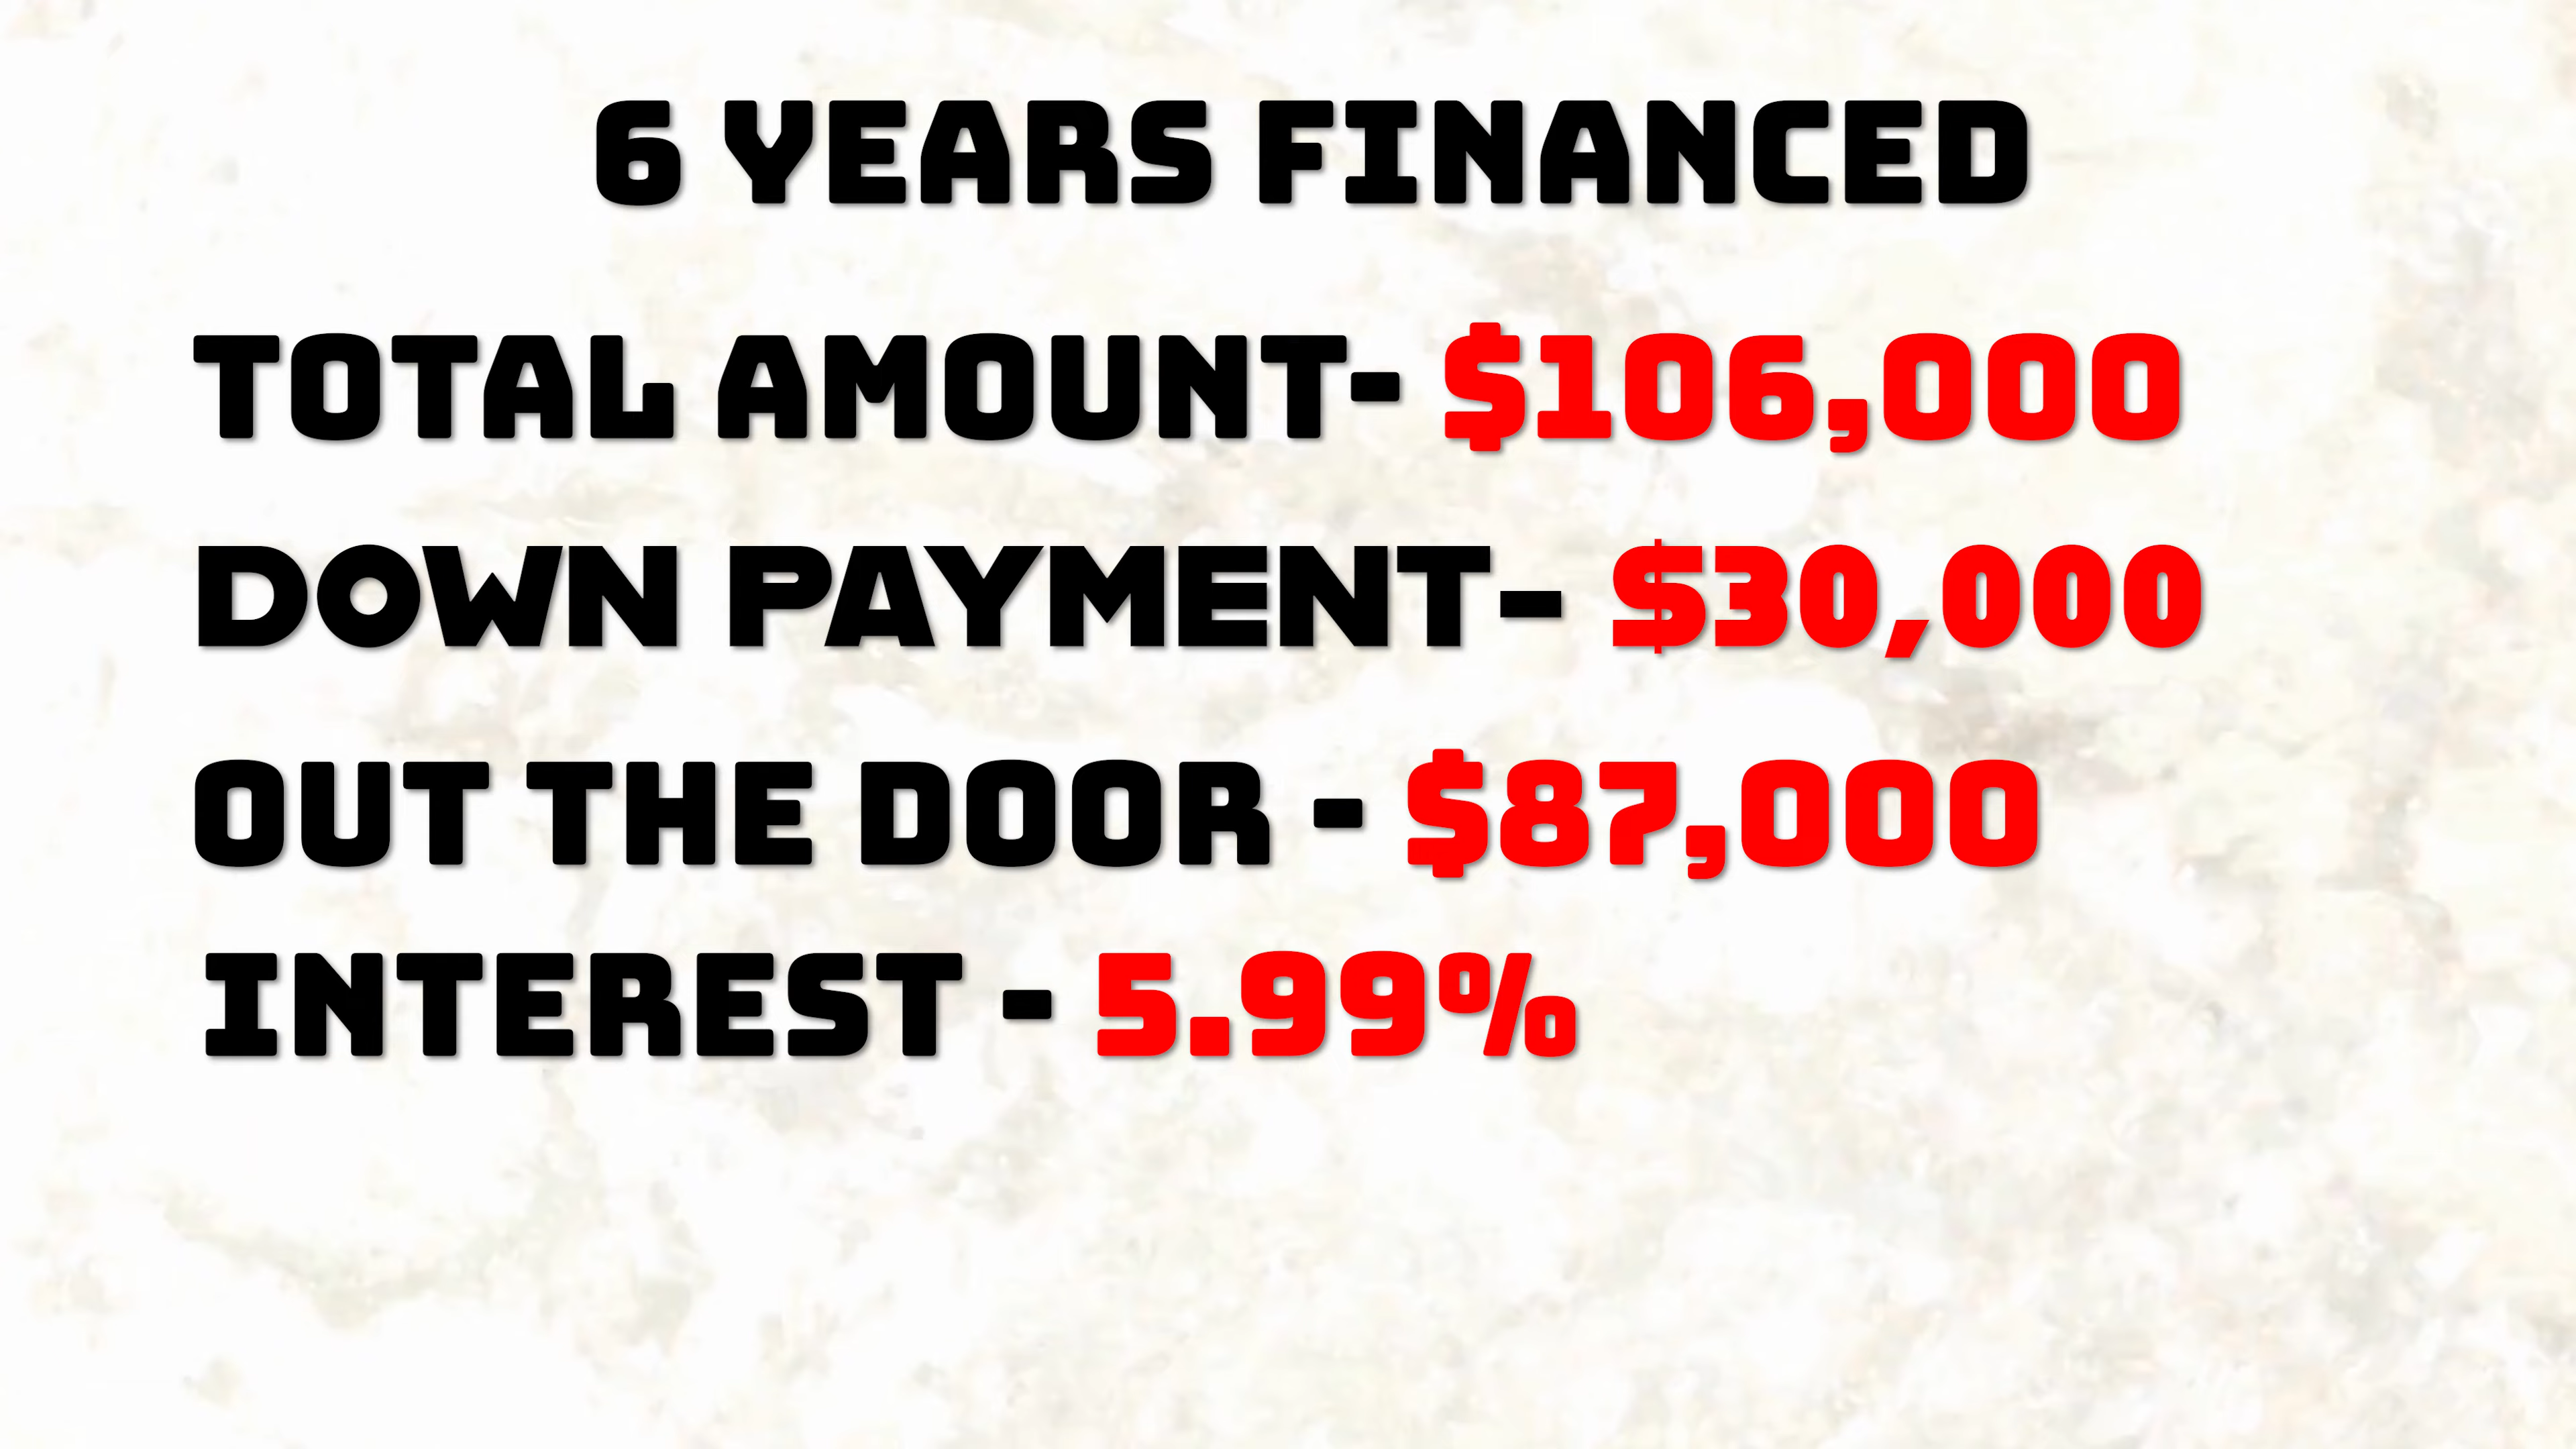 6 YEARS FINANCED
TOTAL AMOUNT- $106,000
DOWN PAYMENT- $30,000
OUT THE DOOR - $87,000
INTEREST - 5.99%